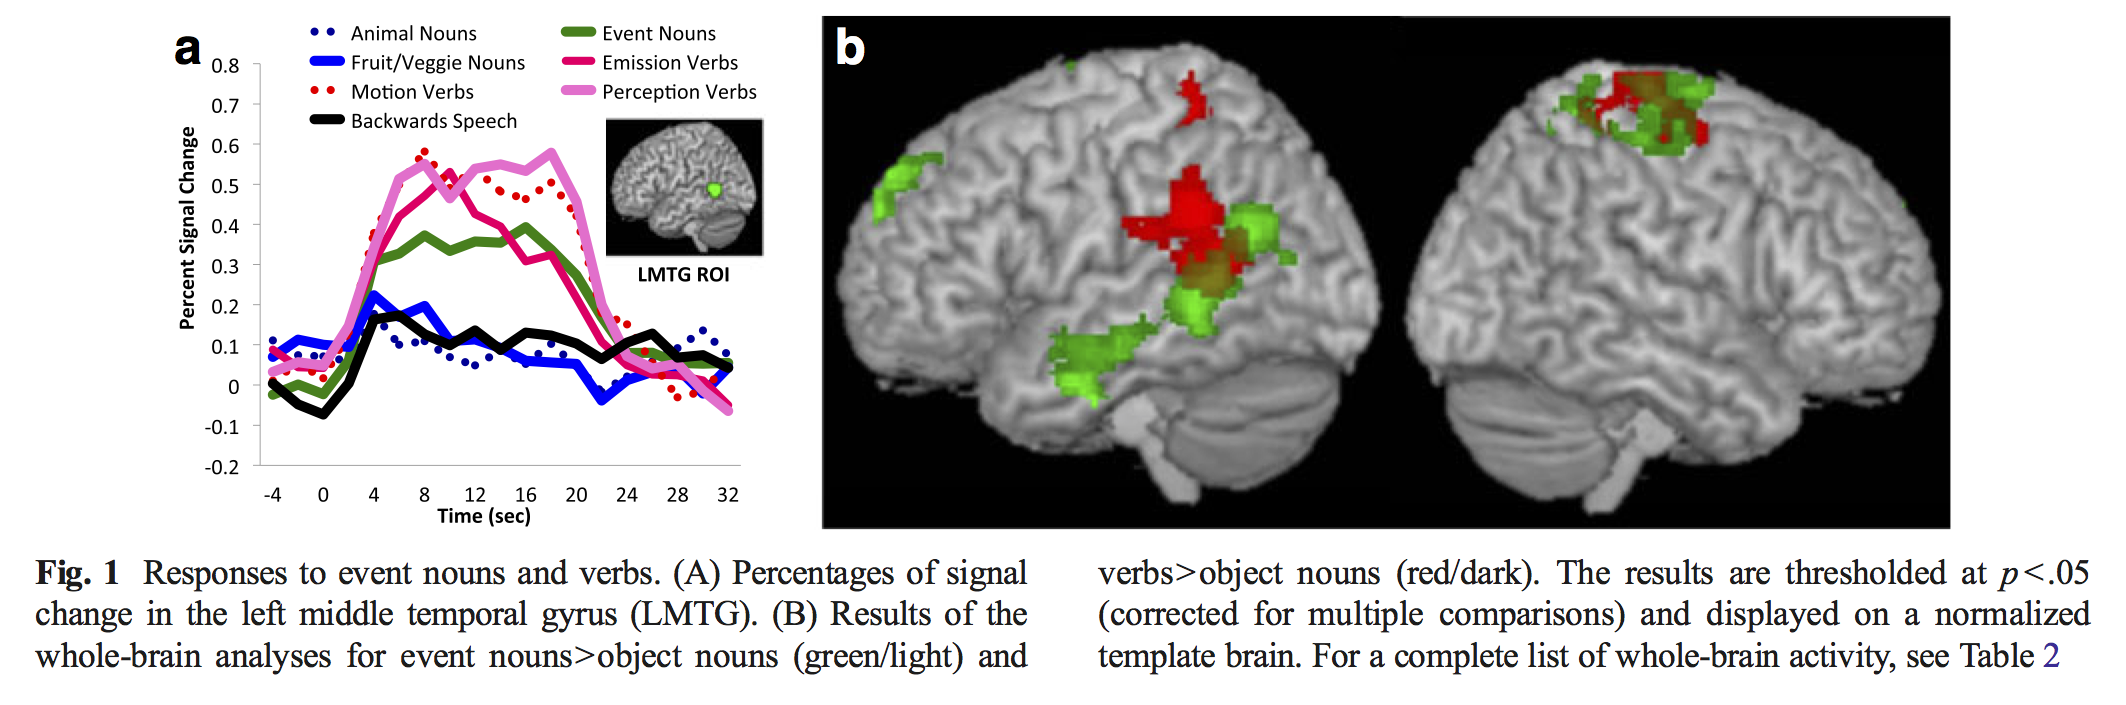 a
Animal Nouns
Event Nouns
Fruit/Veggie Nouns
Emission Verbs
Motion Verbs
Perception Verbs
Backwards Speech
Percent Signal Change
0.8
0.7
0.6
0.5
0.4
0.3
0.2
0.1
0
-0.1
-0.2
LMTG ROI
-4 0 4 8 12 16 20 24 28 32
Time (sec)
b
Fig. 1 Responses to event nouns and verbs. (A) Percentages of signal
change in the left middle temporal gyrus (LMTG). (B) Results of the
whole-brain analyses for event nouns>object nouns (green/light) and
verbs>object nouns (red/dark). The results are thresholded at p<.05
(corrected for multiple comparisons) and displayed on a normalized
template brain. For a complete list of whole-brain activity, see Table 2